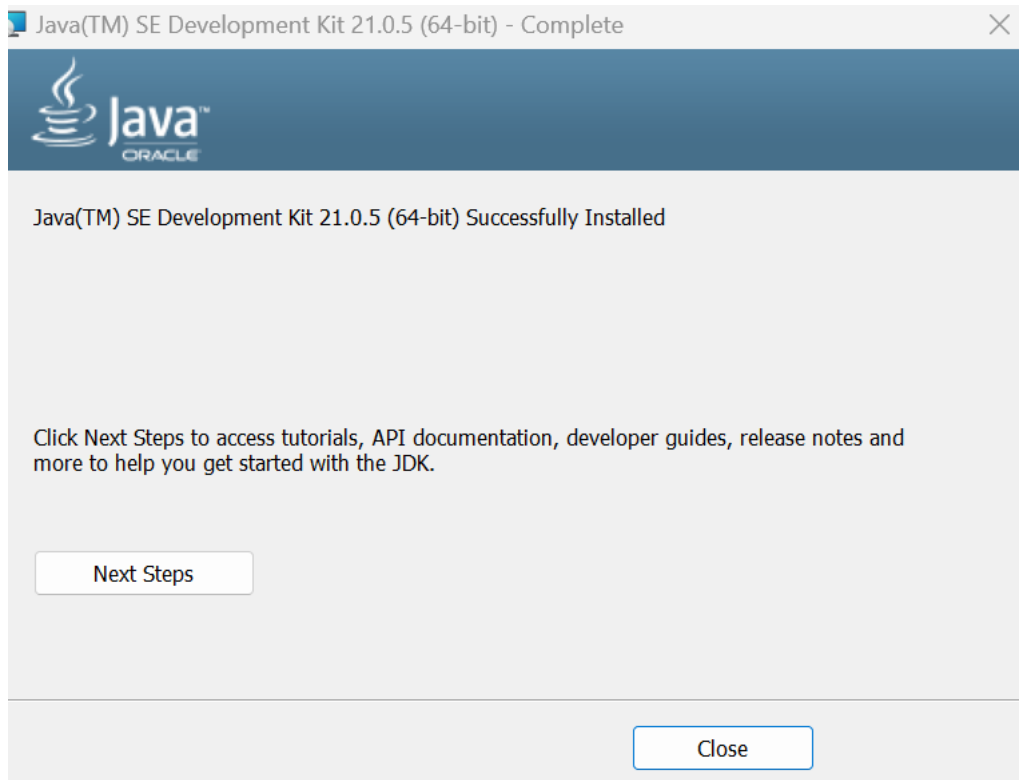 Java(TM) SE Development Kit 21.0.5 (64-bit) - Complete
Java™
ORACLE
Java(TM) SE Development Kit 21.0.5 (64-bit) Successfully Installed
Click Next Steps to access tutorials, API documentation, developer guides, release notes and
more to help you get started with the JDK.
Next Steps
Close